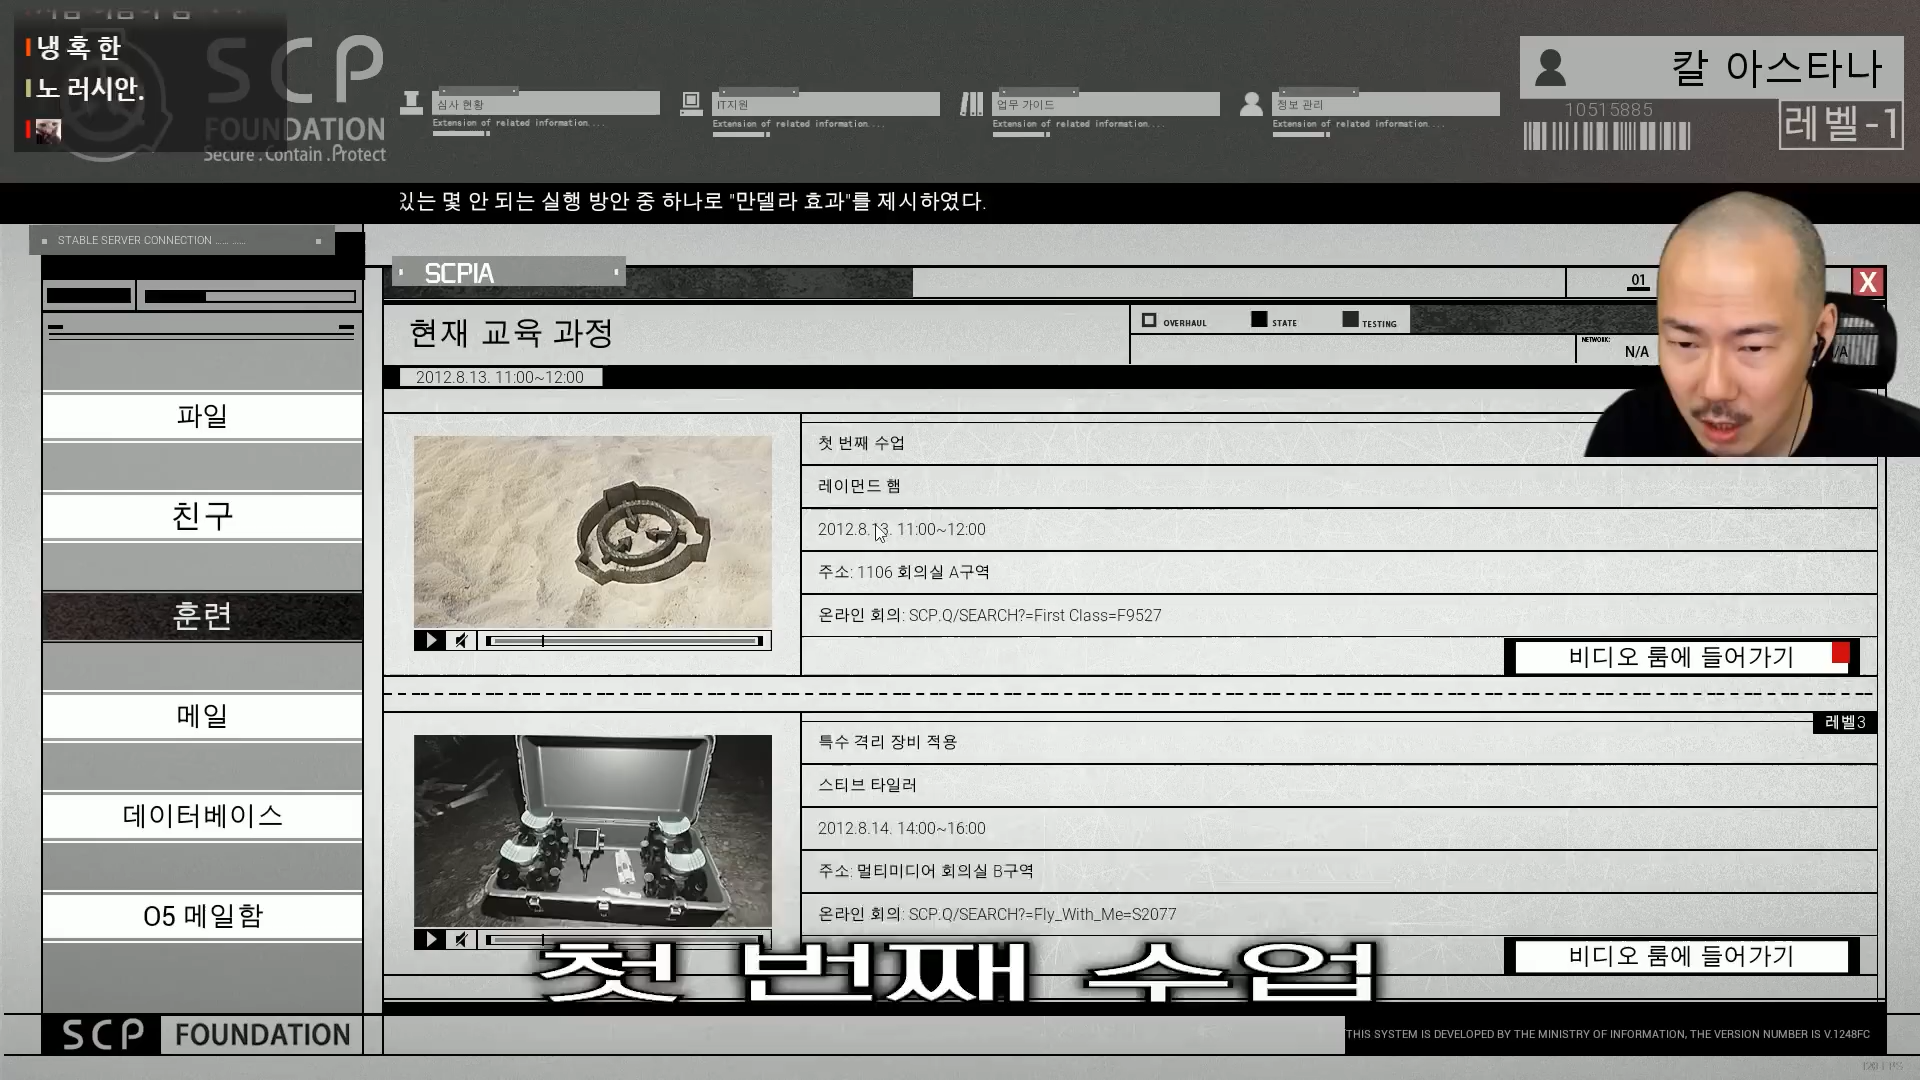 냉혹한
노 러시안.
SCP
FOUNDATION
Secure .Contain .Protect
심사 현황
Extension of related information....
IT지원
Extension of related information....
업무 가이드
Extension of related information....
정보 관리
Extension of related information....
칼 아스타나
10515885
레벨-1
있는 몇 안 되는 실행 방안 중 하나로 "만델라 효과"를 제시하였다.
STABLE SERVER CONNECTION ...... ......
SCPIA
01
X
현재 교육 과정
OVERHAUL
STATE
TESTING
NETWORK:
N/A
/A
2012.8.13. 11:00~12:00
파일
친구
훈련
메일
데이터베이스
O5 메일함
첫 번째 수업
레이먼드 햄
2012.8.13. 11:00~12:00
주소: 1106 회의실 A구역
온라인 회의: SCP.Q/SEARCH?=First Class=F9527
비디오 룸에 들어가기
레벨3
특수 격리 장비 적용
스티브 타일러
2012.8.14. 14:00~16:00
주소: 멀티미디어 회의실 B구역
온라인 회의: SCP.Q/SEARCH?=Fly_With_Me=S2077
비디오 룸에 들어가기
첫 번째 수업
SCP FOUNDATION
THIS SYSTEM IS DEVELOPED BY THE MINISTRY OF INFORMATION, THE VERSION NUMBER IS V.1248FC